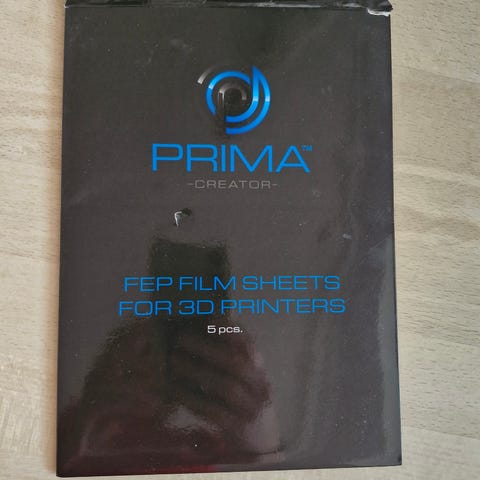 PRIMA™
-CREATOR-
FEP FILM SHEETS
FOR 3D PRINTERS
5 pcs.